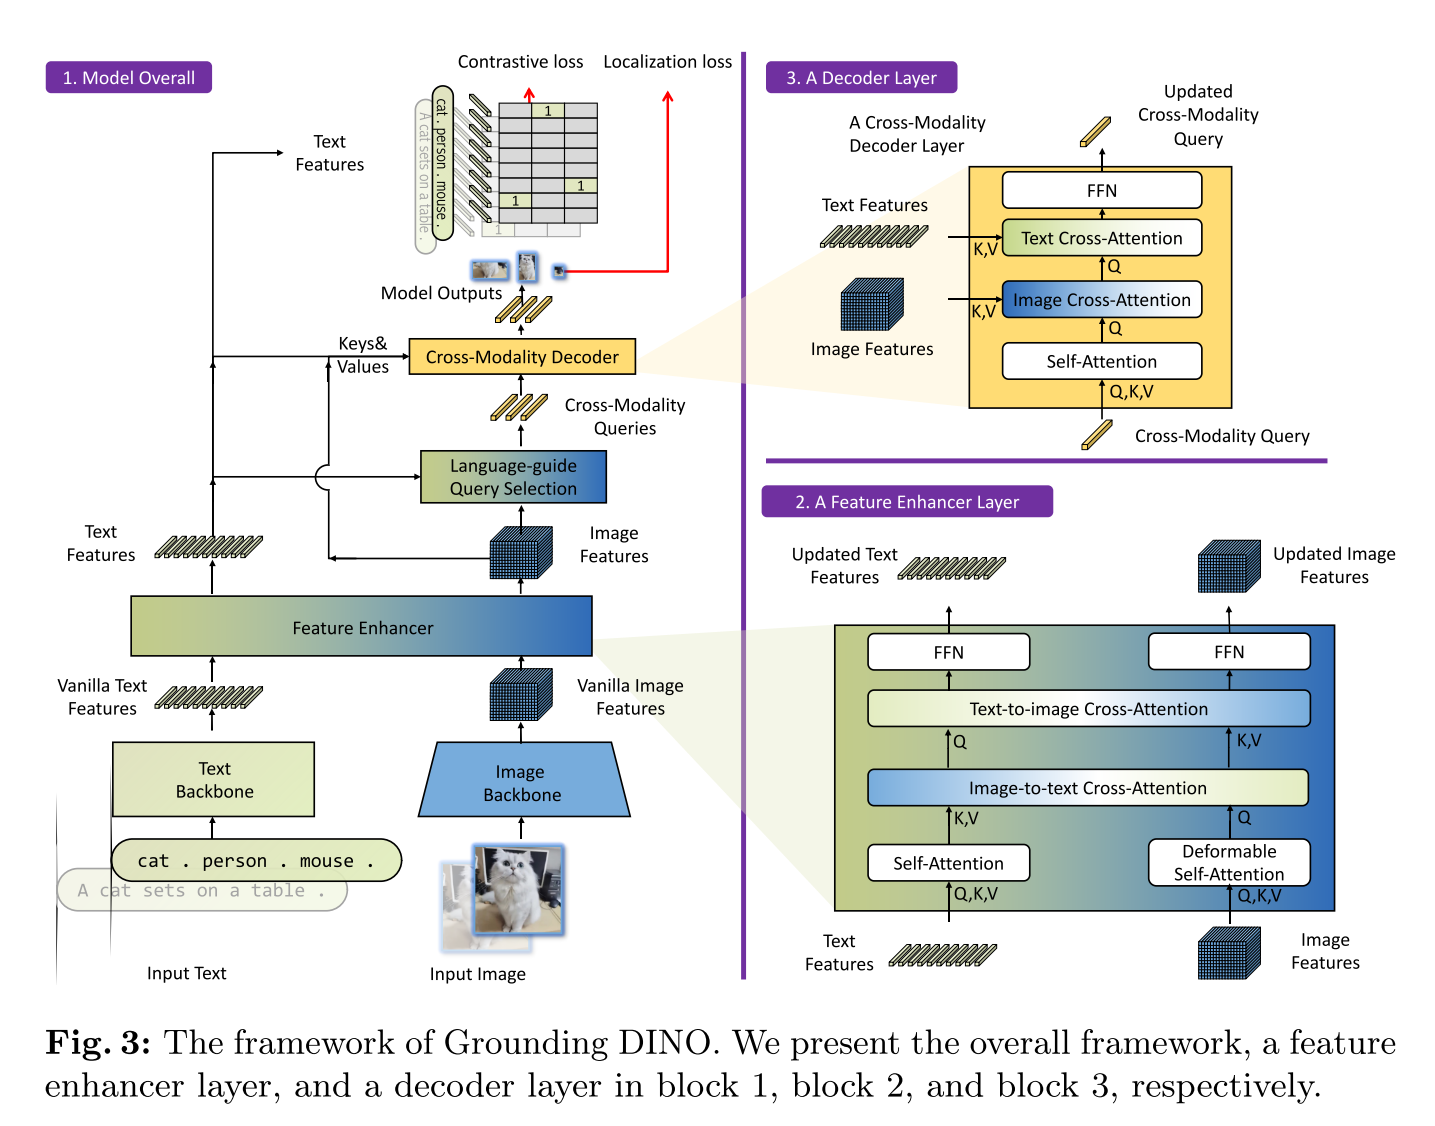 1. Model Overall
Contrastive loss
Localization loss
cat . person . mouse .
A cat sets on a table .
1
1
1
1
Text
Features
Model Outputs
Keys&
Values
Cross-Modality Decoder
Cross-Modality
Queries
Language-guide
Query Selection
Text
Features
Image
Features
Feature Enhancer
Vanilla Text
Features
Vanilla Image
Features
Text
Backbone
Image
Backbone
cat . person . mouse .
A cat sets on a table .
Input Text
Input Image
3. A Decoder Layer
Updated
Cross-Modality
Query
A Cross-Modality
Decoder Layer
FFN
Text Features
Text Cross-Attention
K,V
Q
Image Cross-Attention
K,V
Q
Image Features
Self-Attention
Q,K,V
Cross-Modality Query
2. A Feature Enhancer Layer
Updated Text
Features
Updated Image
Features
FFN
FFN
Text-to-image Cross-Attention
Q
K,V
Image-to-text Cross-Attention
K,V
Q
Self-Attention
Deformable
Self-Attention
Q,K,V
Q,K,V
Text
Features
Image
Features
Fig. 3: The framework of Grounding DINO. We present the overall framework, a feature
enhancer layer, and a decoder layer in block 1, block 2, and block 3, respectively.